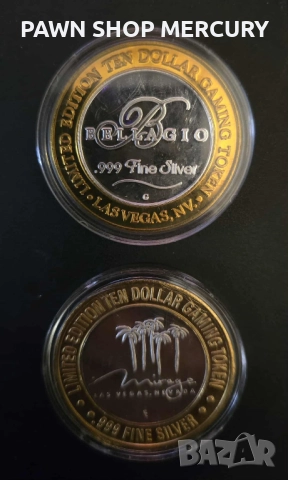 PAWN SHOP MERCURY
LIMITED EDITION TEN DOLLAR GAMING TOKEN
B
BELLAGIO
.999 Fine Silver
G
• LAS VEGAS, NV. •
LIMITED EDITION TEN DOLLAR GAMING TOKEN
Mirage
LAS VEGAS, NEVADA
S
.999 FINE SILVER
BAZAR